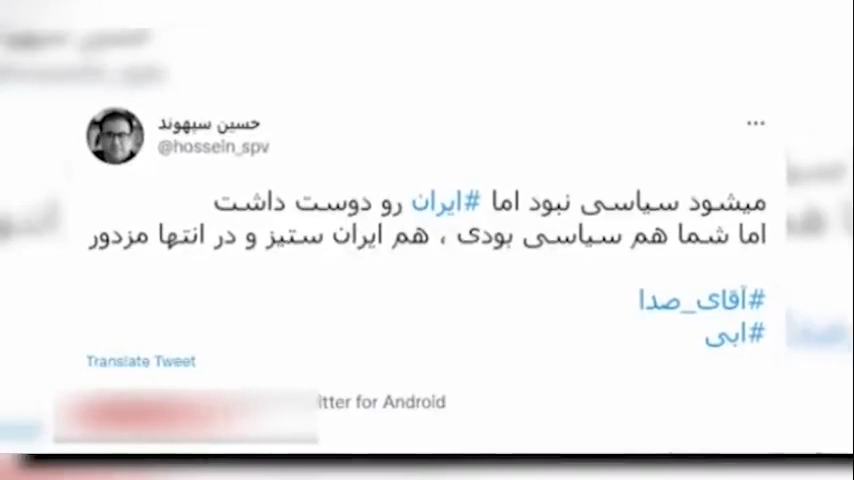 حسین سپهوند
@hossein_spv
میشود سیاسی نبود اما #ایران رو دوست داشت
اما شما هم سیاسی بودی ، هم ایران ستیز و در انتها مزدور
#آقای_صدا
#ابی
Translate Tweet
for Android